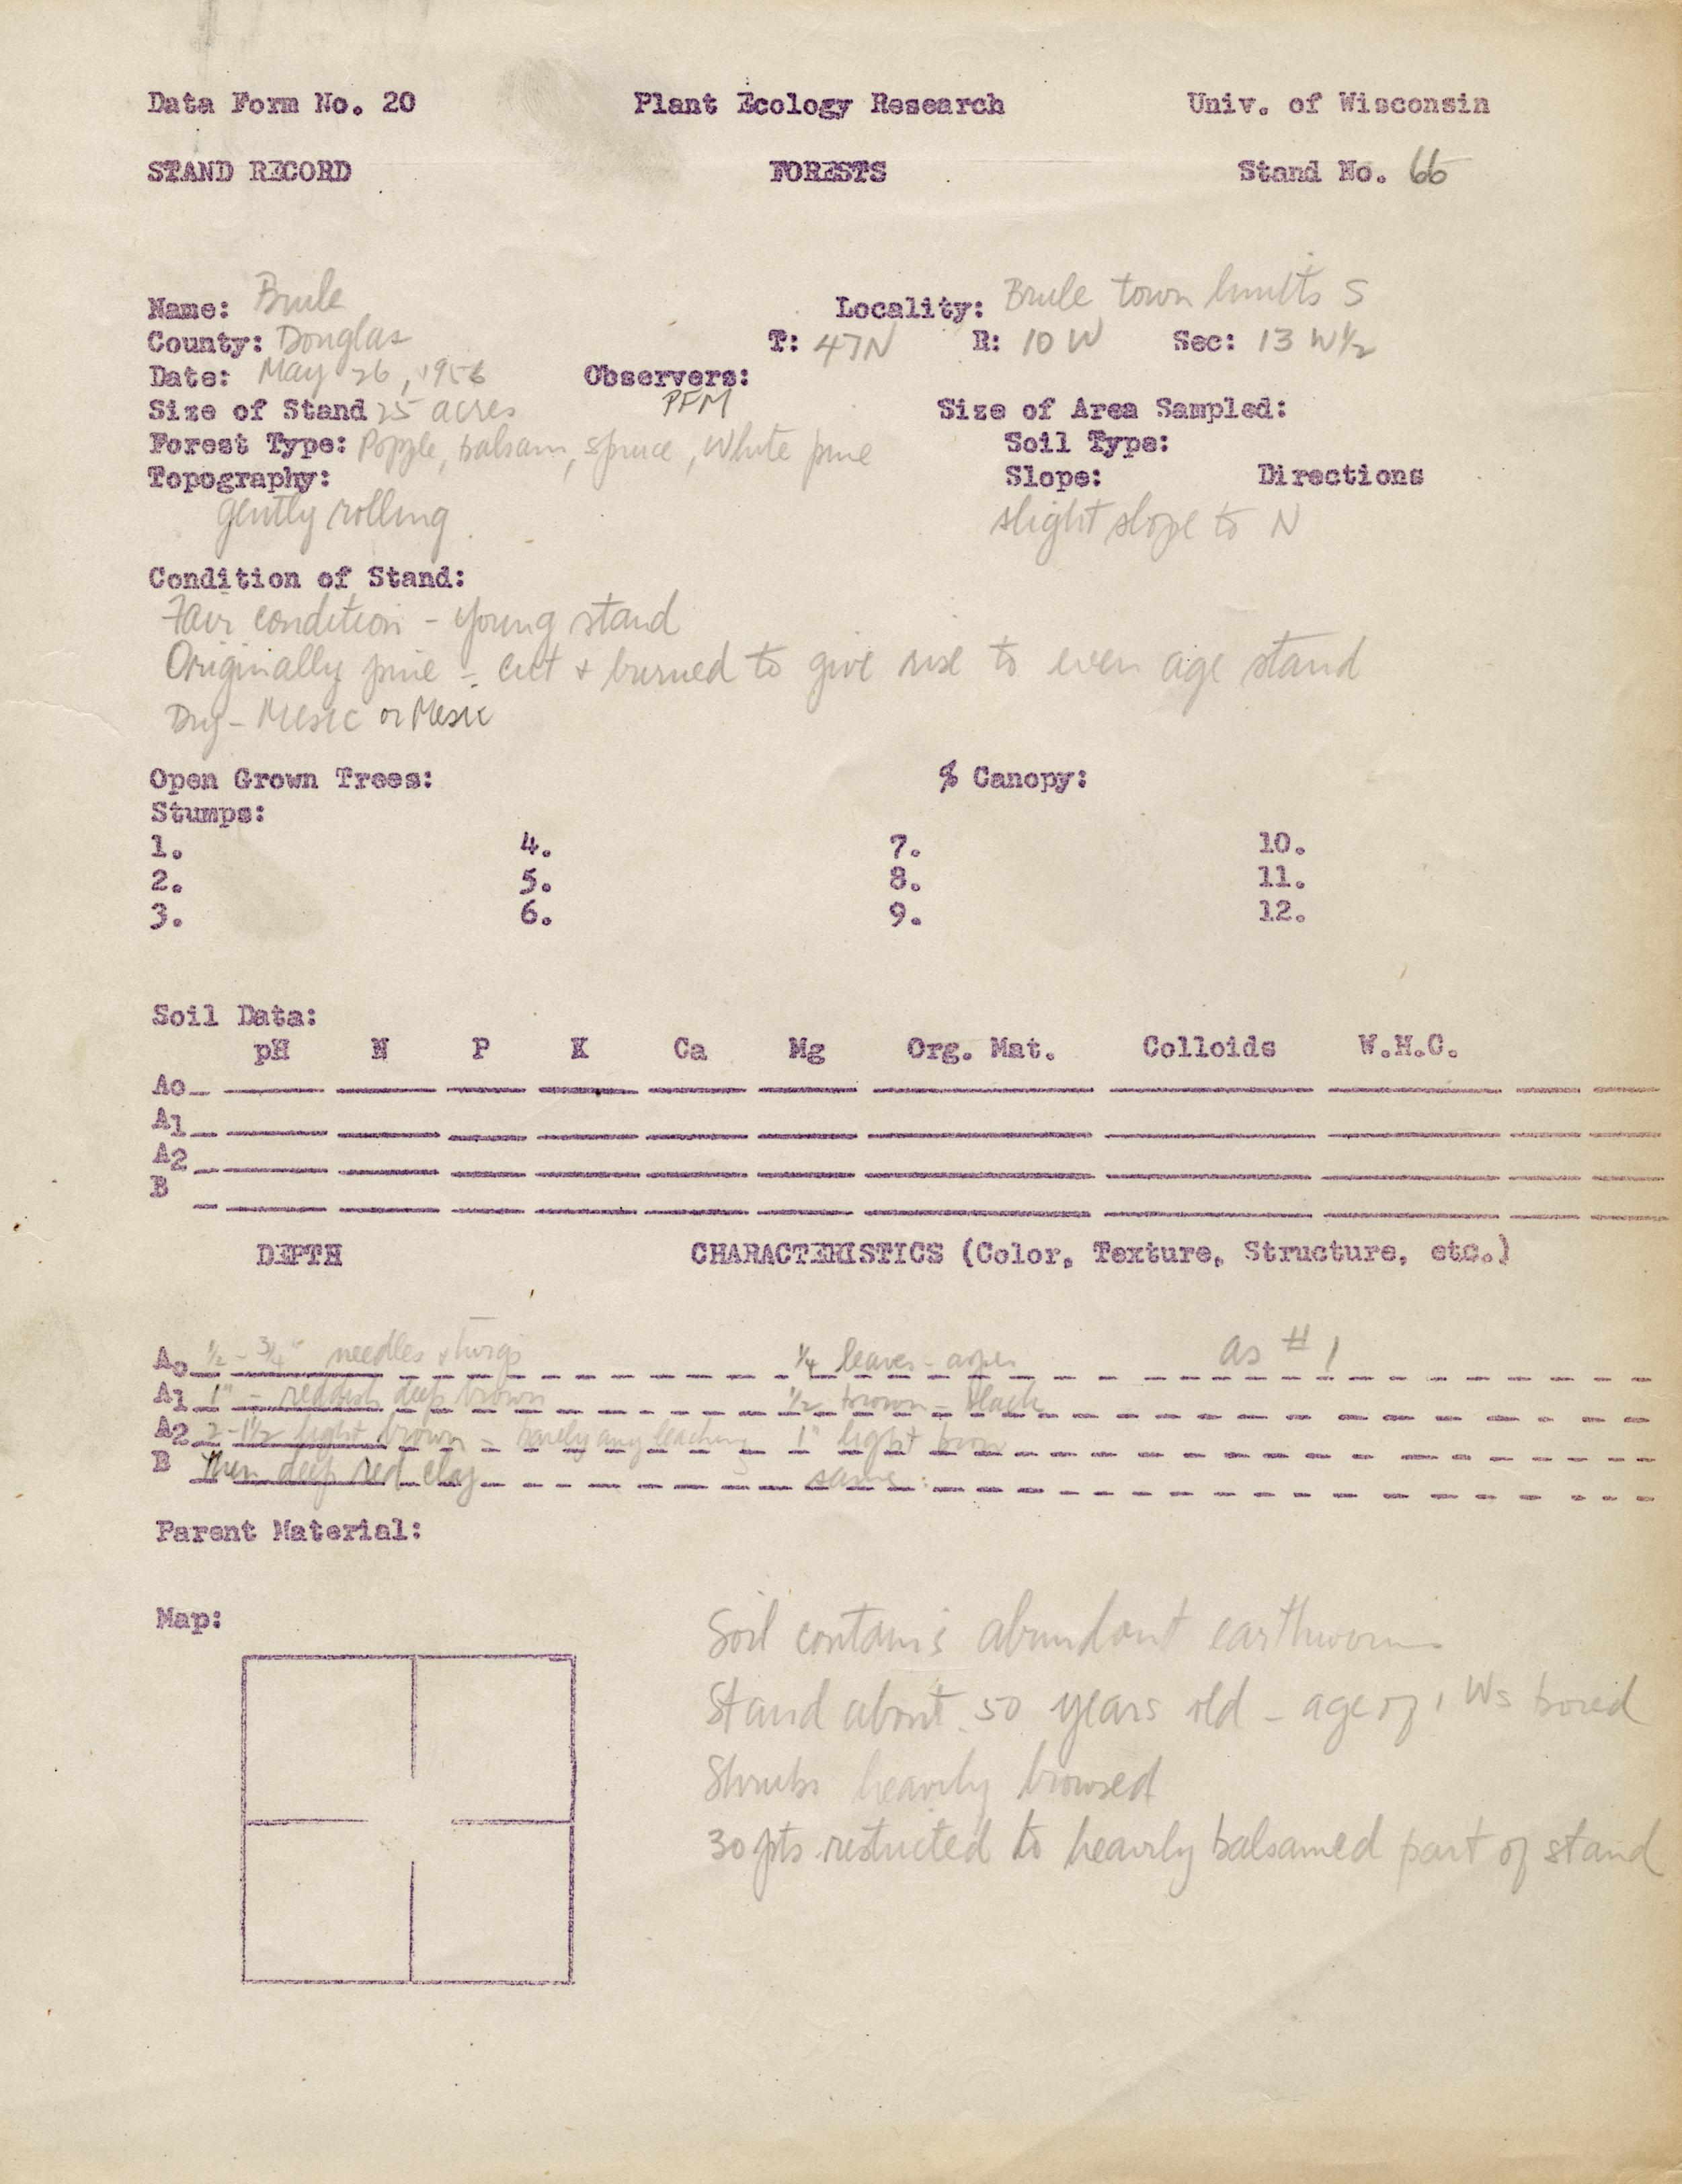 Data Form No. 20 Plant Ecology Research Univ. of Wisconsin
STAND RECORD FORESTS Stand No. 66
Name: Brule Locality: Brule town limits S
County: Douglas T: 47N R: 10 W Sec: 13 W½
Date: May 26, 1956 Observers:
Size of Stand 25 acres PFM Size of Area Sampled:
Forest Type: Popple, balsam, spruce, White pine Soil Type:
Topography: Slope: Directions
gently rolling slight slope to N
Condition of Stand:
Fair condition - young stand
Originally pine - cut + burned to give rise to even age stand
Dry-Mesic or Mesic
Open Grown Trees: % Canopy:
Stumps:
1. 4. 7. 10.
2. 5. 8. 11.
3. 6. 9. 12.
Soil Data:
pH N P K Ca Mg Org. Mat. Colloids W.H.C.
Ao
A1
A2
B
DEPTH CHARACTERISTICS (Color, Texture, Structure, etc.)
Ao ½ - ¾" needles + twigs ¼ leaves - aspen as # 1
A1 1" - reddish deep brown ½ brown - black
A2 2 - 1½ light brown - rarely any leaching 1" light brown
B Then deep red clay same
Parent Material:
Map:
Soil contains abundant earthworms
Stand about 50 years old - age of 1 Ws bored
Shrubs heavily browsed
30 pts restricted to heavily balsamed part of stand